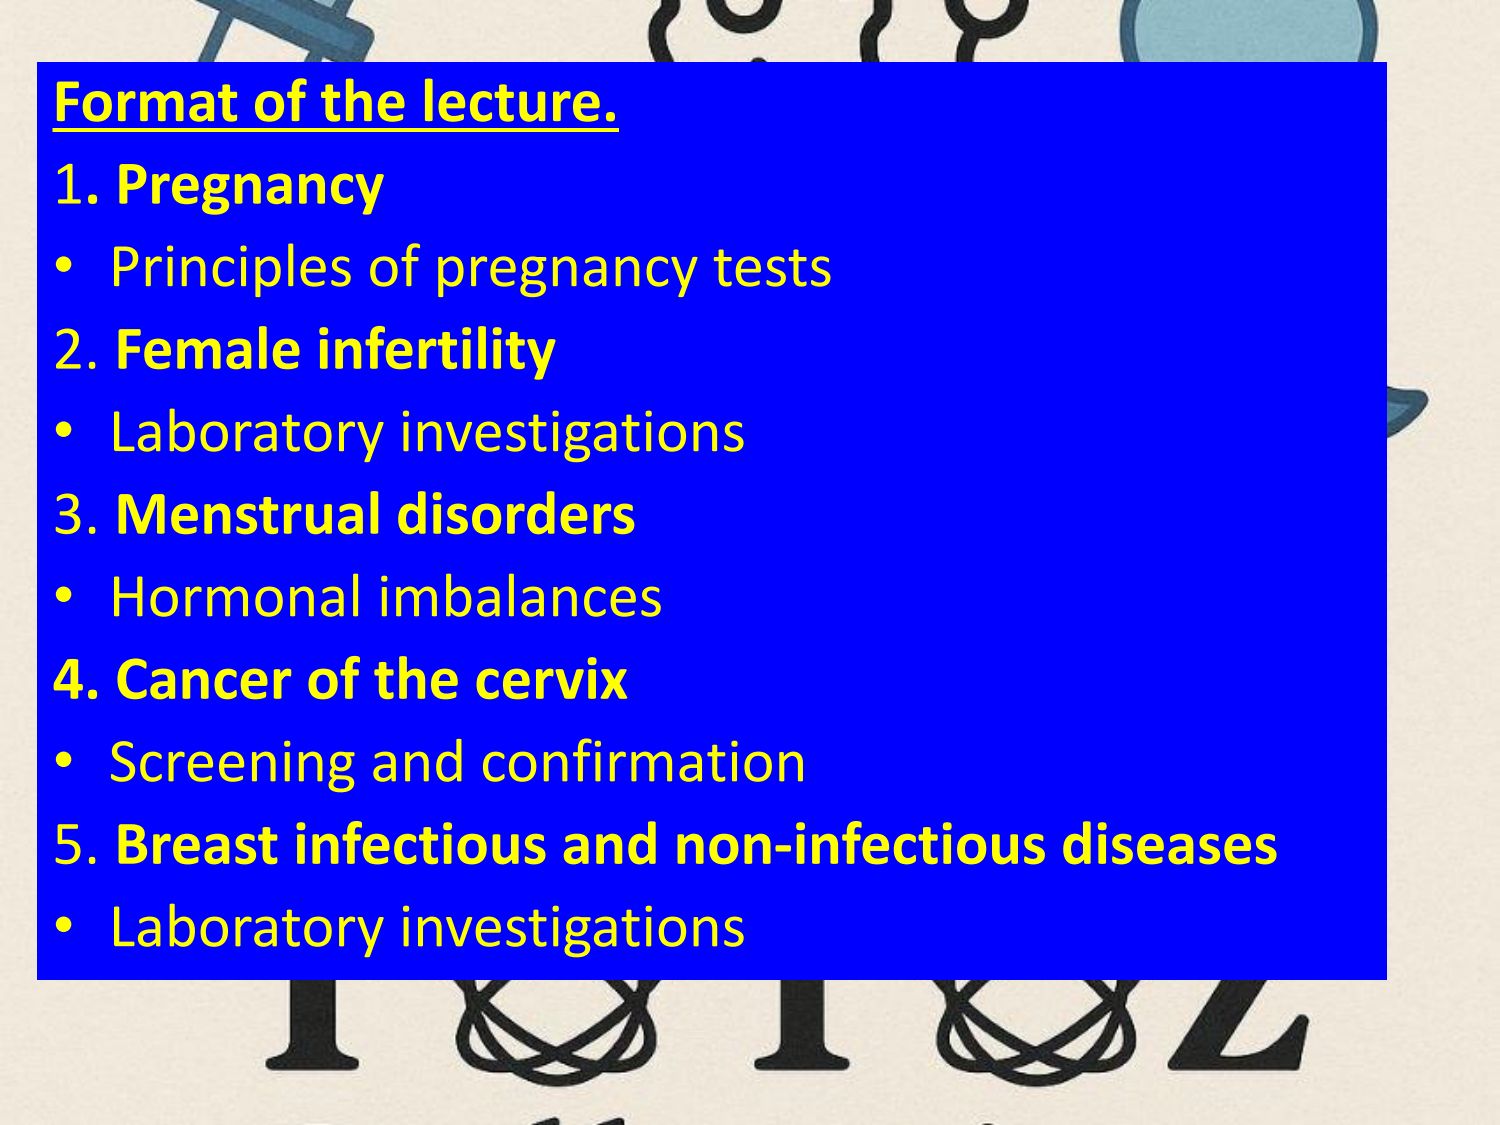 Format of the lecture.
1. Pregnancy
• Principles of pregnancy tests
2. Female infertility
• Laboratory investigations
3. Menstrual disorders
• Hormonal imbalances
4. Cancer of the cervix
• Screening and confirmation
5. Breast infectious and non-infectious diseases
• Laboratory investigations